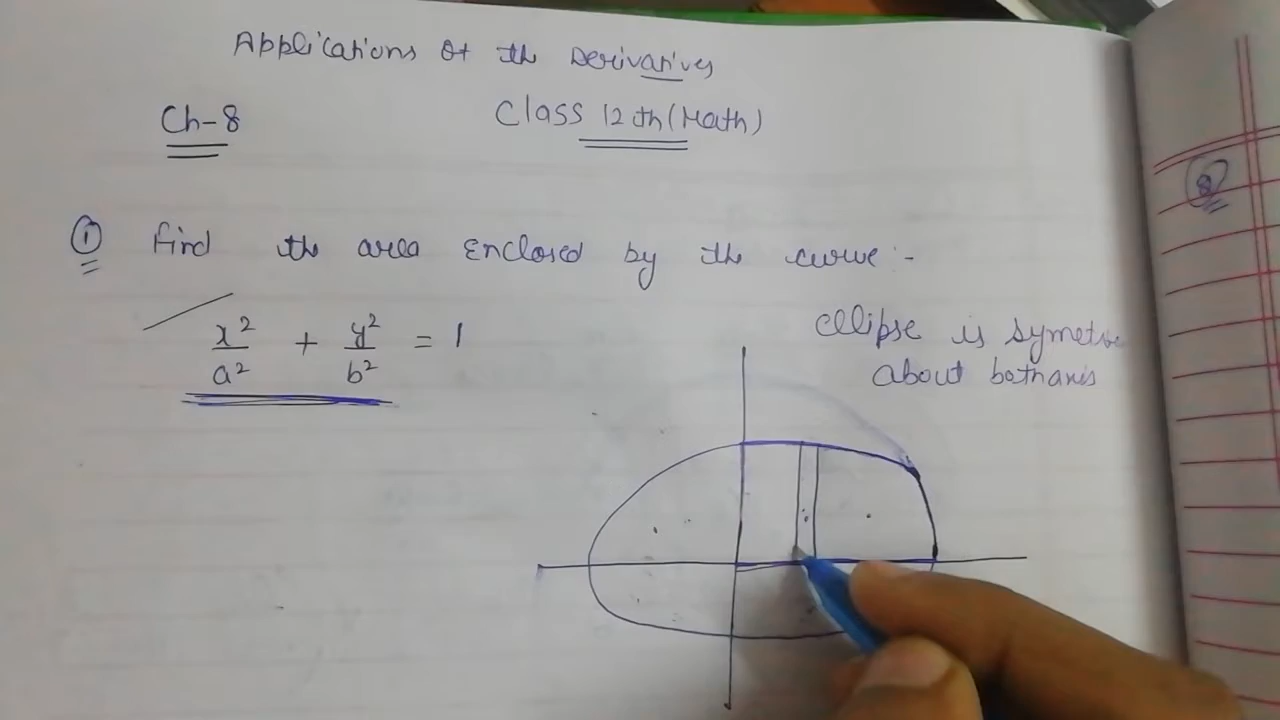 Applications of the Derivatives
Ch-8
Class 12th (Math)
① Find the area Enclosed by the curve :-
x²/a² + y²/b² = 1
ellipse is
about both axis
8